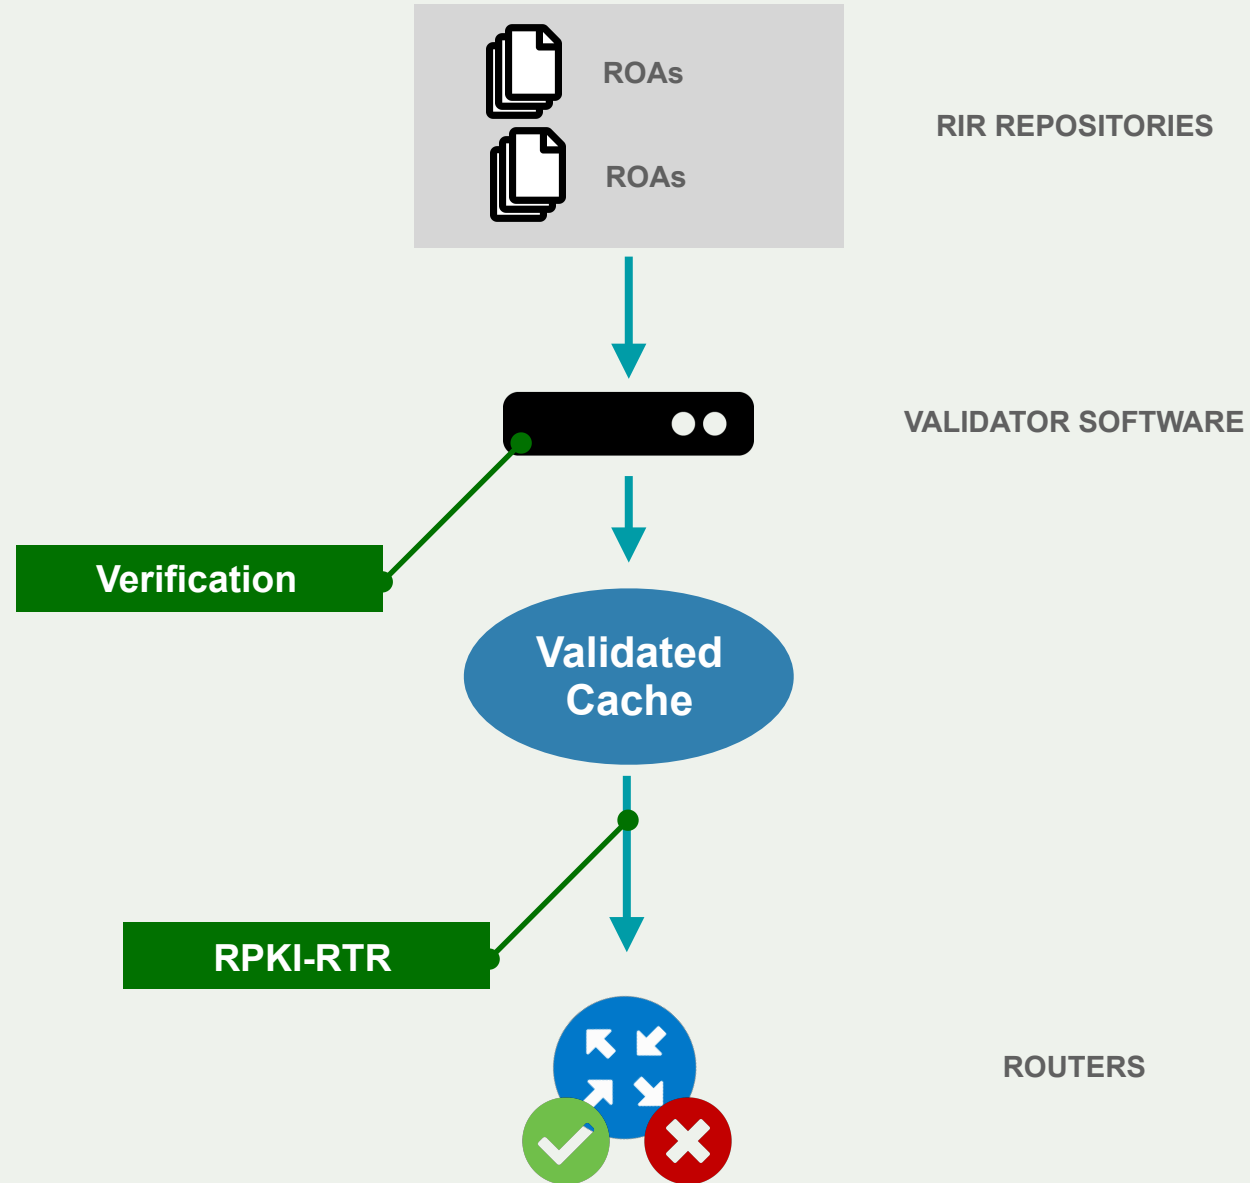 ROAs
RIR REPOSITORIES
ROAs
VALIDATOR SOFTWARE
Verification
Validated
Cache
RPKI-RTR
ROUTERS